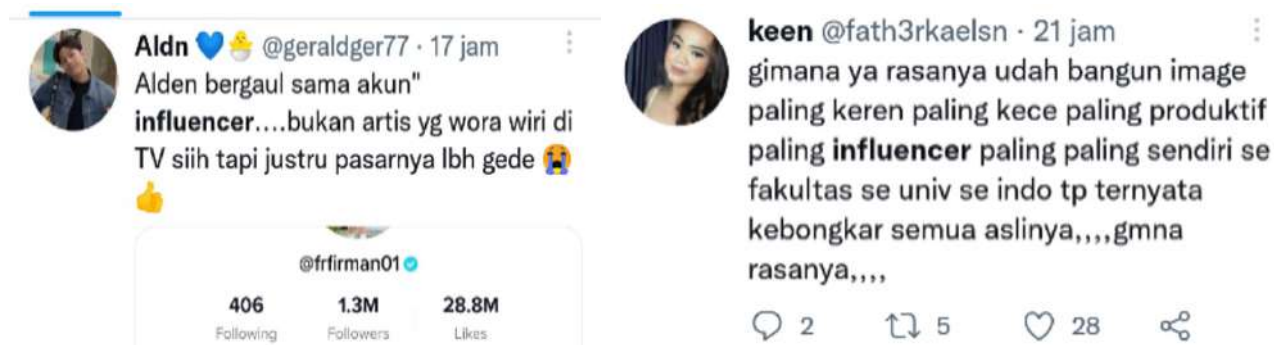 Aldn 💙🐣 @geraldger77 · 17 jam
Alden bergaul sama akun"
influencer....bukan artis yg wora wiri di
TV siih tapi justru pasarnya lbh gede 😭
👍
@frfirman01
406 1.3M 28.8M
Following Followers Likes
keen @fath3rkaelsn · 21 jam
gimana ya rasanya udah bangun image
paling keren paling kece paling produktif
paling influencer paling paling sendiri se
fakultas se univ se indo tp ternyata
kebongkar semua aslinya,,,,gmna
rasanya,,,,
2 5 28